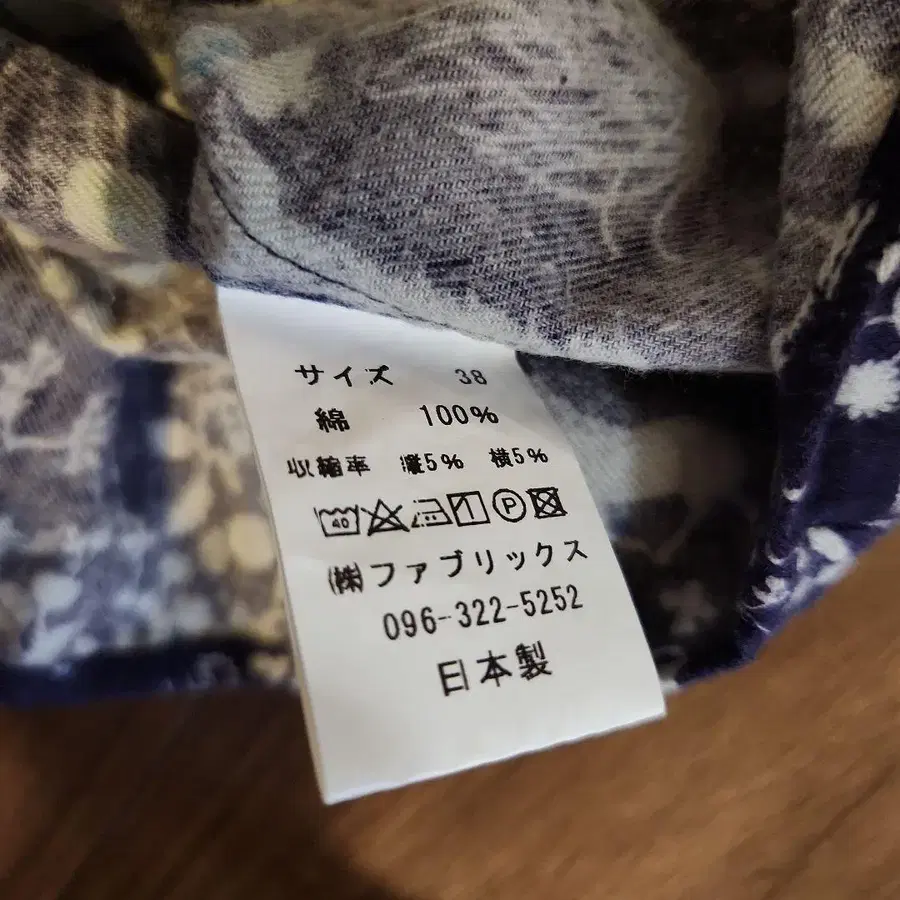 サイズ 38
綿 100%
収縮率 縦5% 横5%
40 P
(株)ファブリックス
096-322-5252
日本製